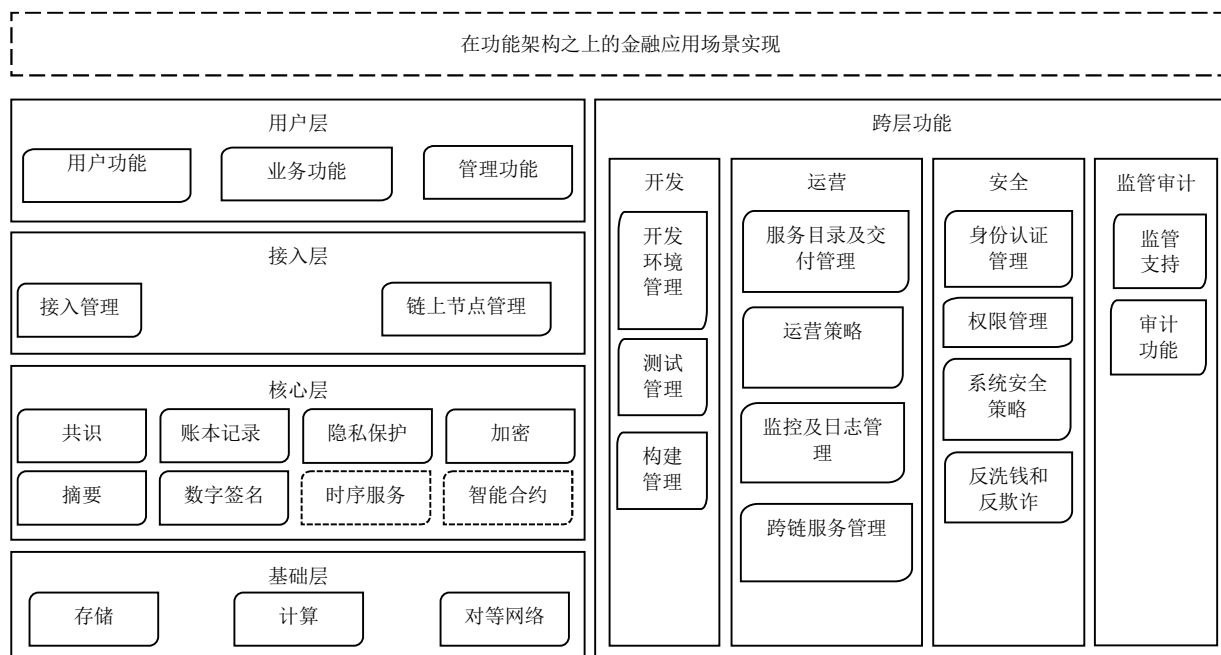 在功能架构之上的金融应用场景实现
用户层
用户功能
业务功能
管理功能
接入层
接入管理
链上节点管理
核心层
共识
账本记录
隐私保护
加密
摘要
数字签名
时序服务
智能合约
基础层
存储
计算
对等网络
跨层功能
开发
开发
环境
管理
测试
管理
构建
管理
运营
服务目录及交
付管理
运营策略
监控及日志管
理
跨链服务管理
安全
身份认证
管理
权限管理
系统安全
策略
反洗钱和
反欺诈
监管审计
监管
支持
审计
功能